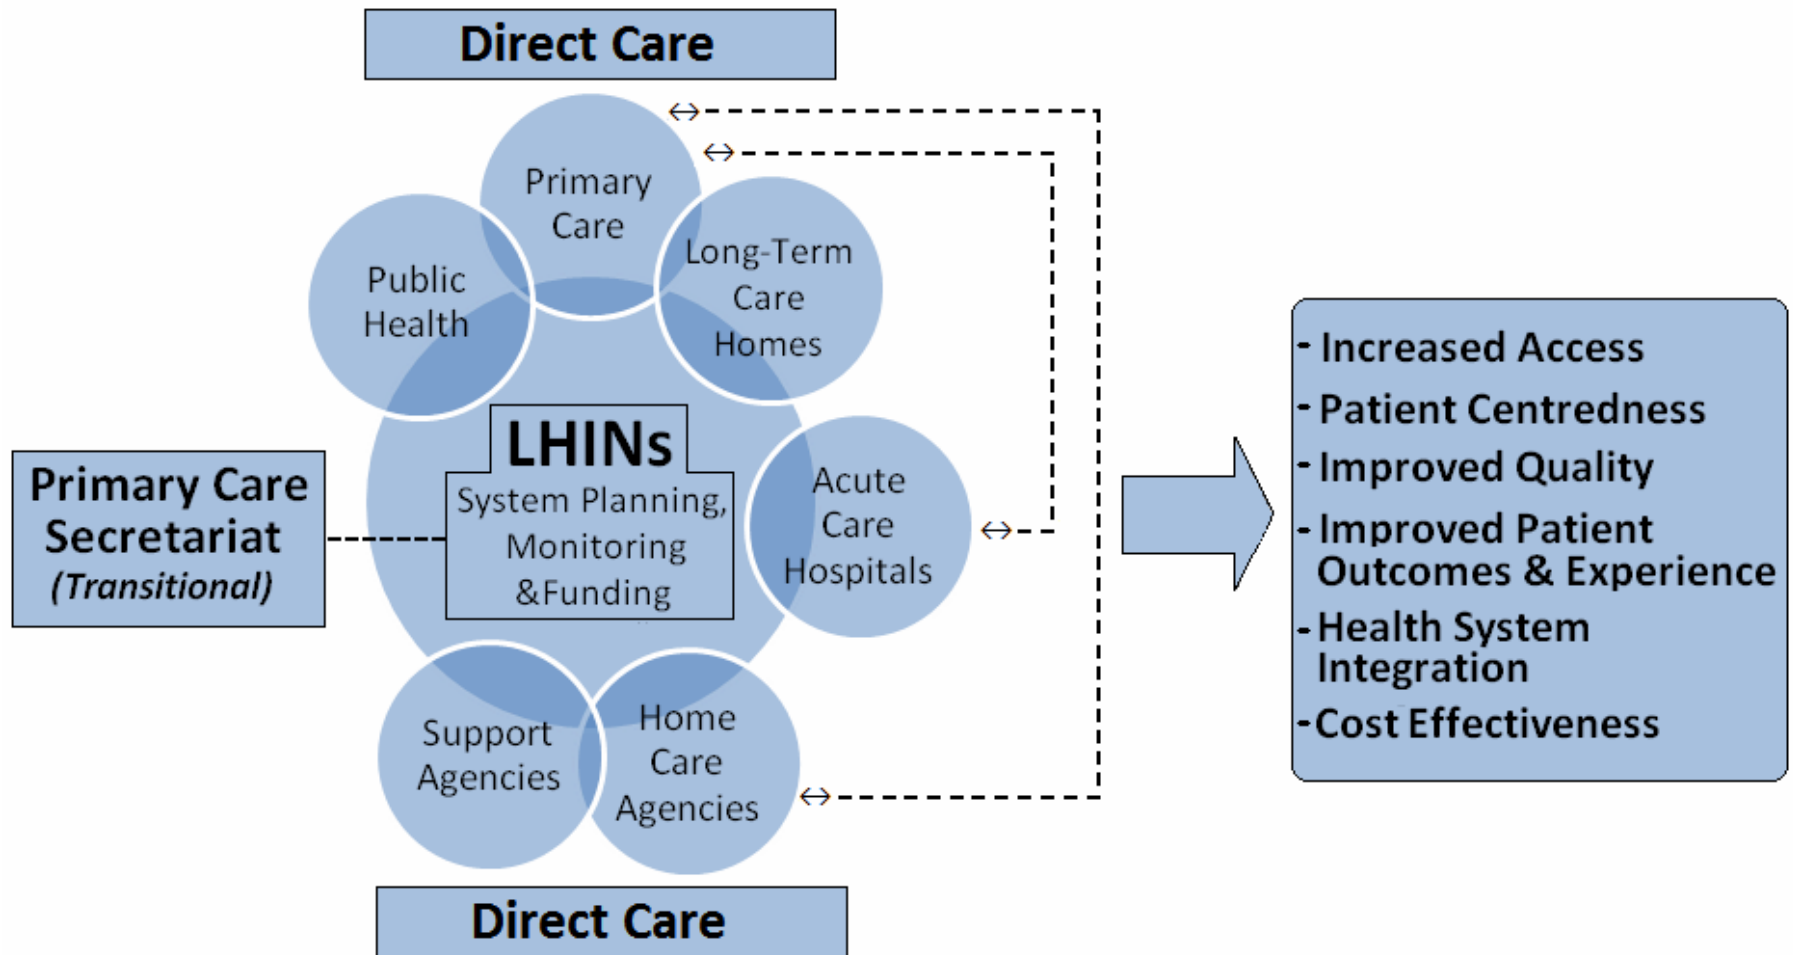 Direct Care
Primary
Care
Public
Health
Long-Term
Care
Homes
LHINs
System Planning,
Monitoring
&Funding
Primary Care
Secretariat
(Transitional)
Acute
Care
Hospitals
Support
Agencies
Home
Care
Agencies
Direct Care
- Increased Access
- Patient Centredness
- Improved Quality
- Improved Patient
Outcomes & Experience
- Health System
Integration
- Cost Effectiveness